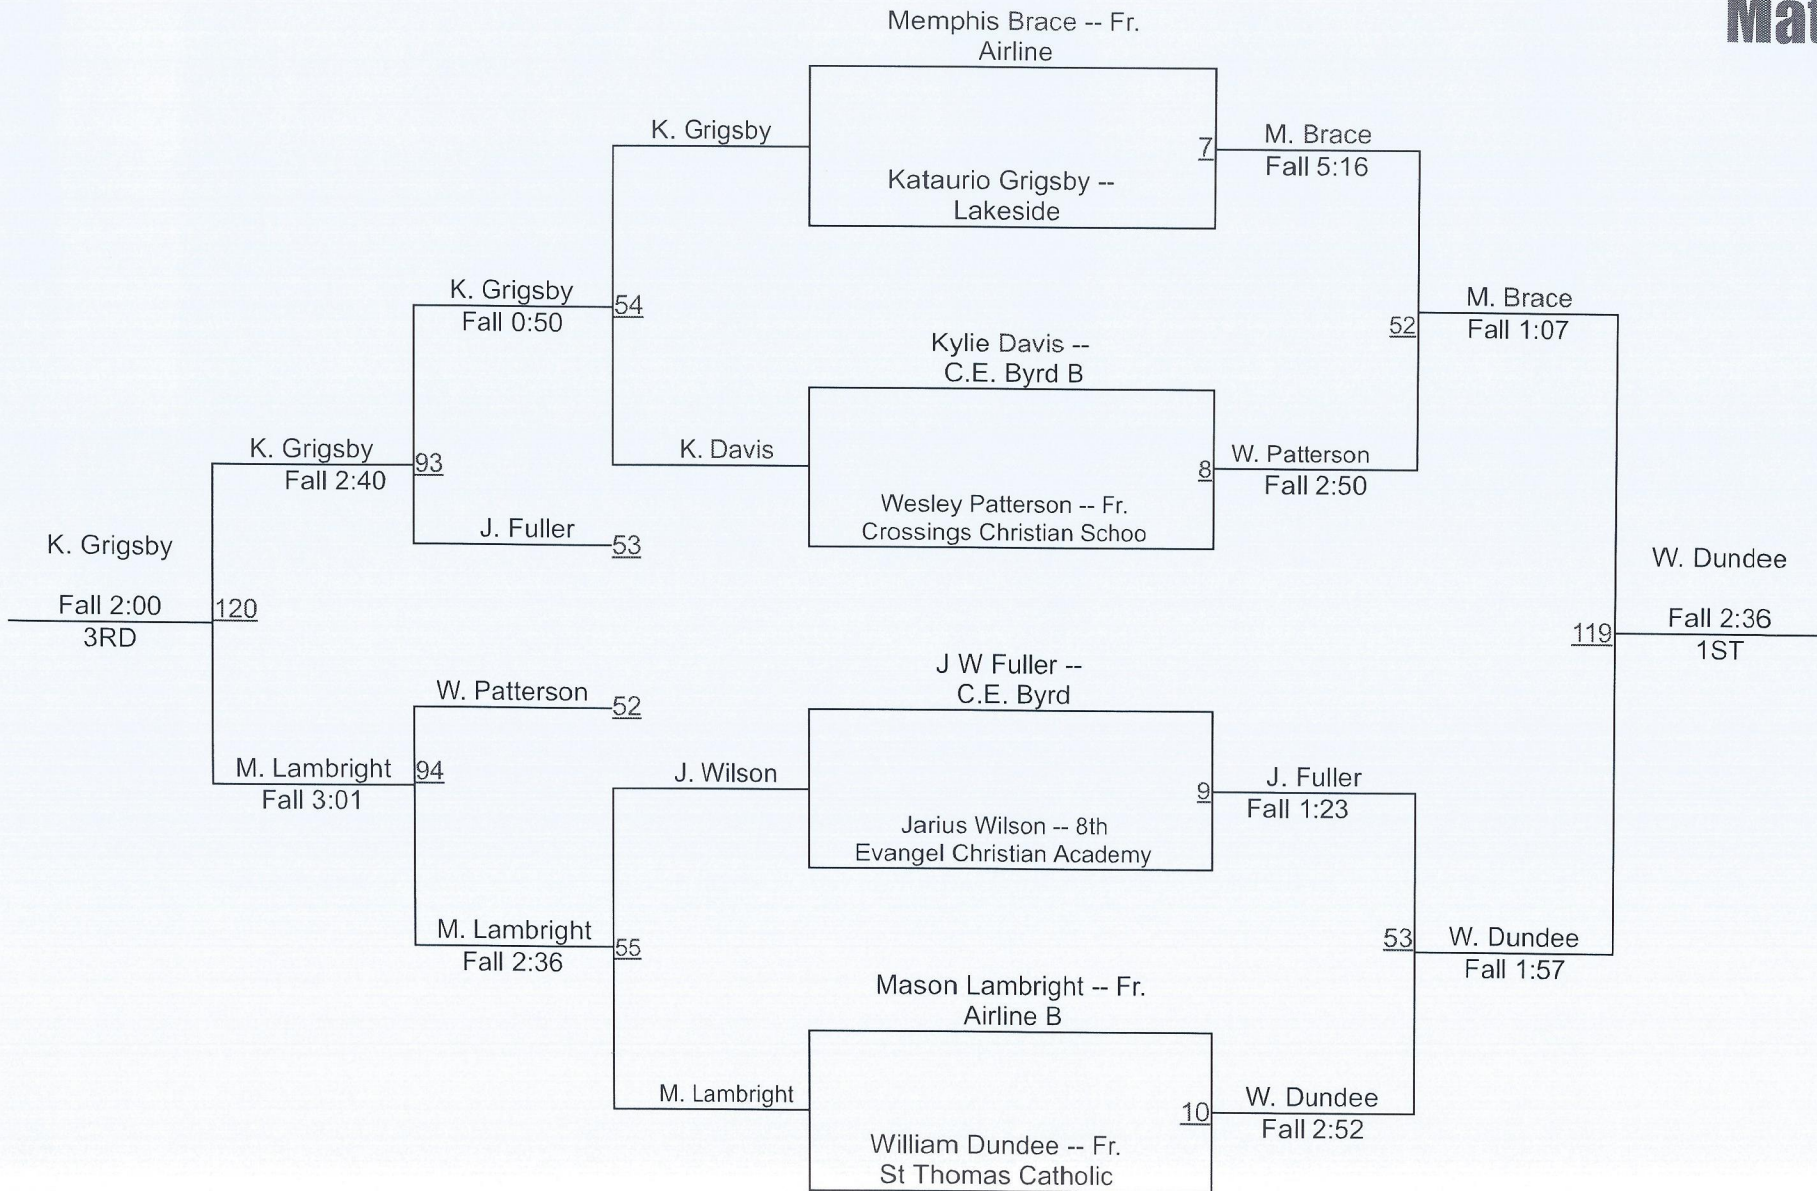 Mat
Memphis Brace -- Fr.
Airline
K. Grigsby
7
M. Brace
Fall 5:16
Kataurio Grigsby --
Lakeside
K. Grigsby
Fall 0:50
54
M. Brace
Fall 1:07
52
Kylie Davis --
C.E. Byrd B
K. Grigsby
Fall 2:40
93
K. Davis
8
W. Patterson
Fall 2:50
Wesley Patterson -- Fr.
Crossings Christian Schoo
J. Fuller
53
K. Grigsby
Fall 2:00
3RD
120
W. Dundee
Fall 2:36
1ST
119
J W Fuller --
C.E. Byrd
W. Patterson
52
M. Lambright
Fall 3:01
94
J. Wilson
9
J. Fuller
Fall 1:23
Jarius Wilson -- 8th
Evangel Christian Academy
M. Lambright
Fall 2:36
55
53
W. Dundee
Fall 1:57
Mason Lambright -- Fr.
Airline B
M. Lambright
10
W. Dundee
Fall 2:52
William Dundee -- Fr.
St Thomas Catholic